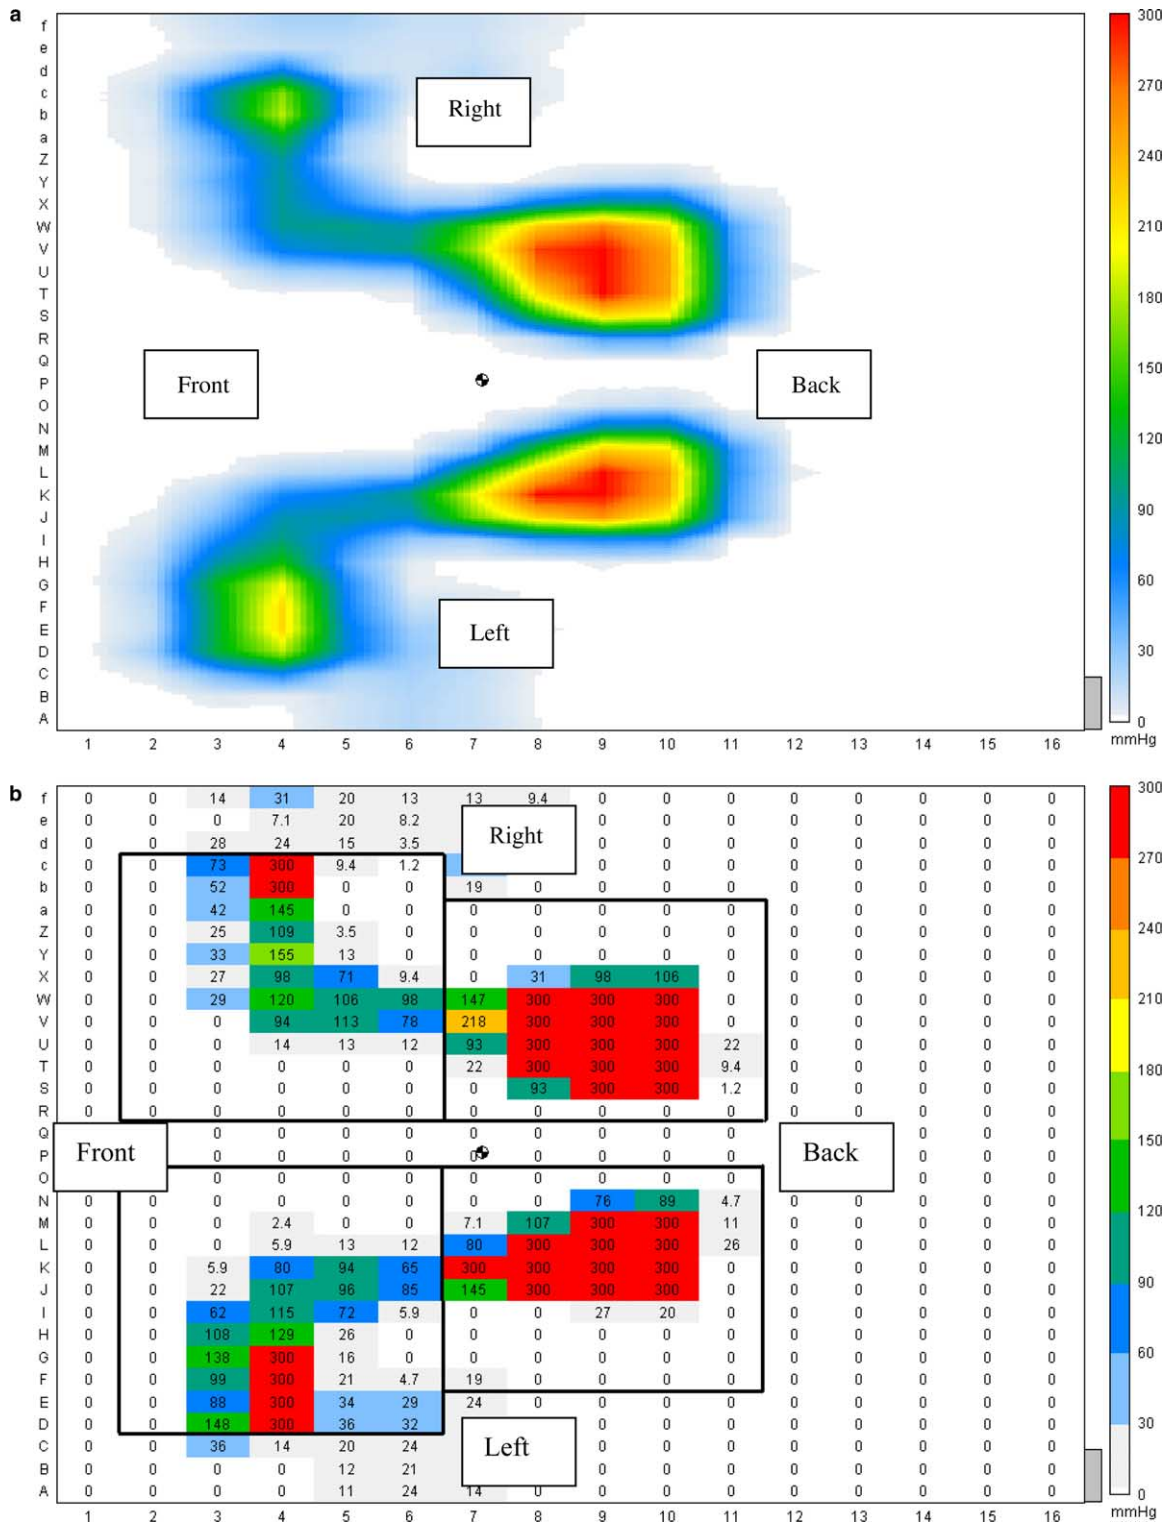 a
f
e
d
c
b
a
Z
Y
X
W
V
U
T
S
R
Q
P
O
N
M
L
K
J
I
H
G
F
E
D
C
B
A
Right
Front
Back
Left
1 2 3 4 5 6 7 8 9 10 11 12 13 14 15 16
300
270
240
210
180
150
120
90
60
30
0
mmHg
b
f 0 0 14 31 20 13 13 9.4 0 0 0 0 0 0 0 0
e 0 0 0 7.1 20 8.2 0 0 0 0 0 0 0 0
Right
d 0 0 28 24 15 3.5 0 0 0 0 0 0 0 0
c 0 0 73 300 9.4 1.2 0 0 0 0 0 0 0 0
b 0 0 52 300 0 0 19 0 0 0 0 0 0 0 0 0
a 0 0 42 145 0 0 0 0 0 0 0 0 0 0 0 0
Z 0 0 25 109 3.5 0 0 0 0 0 0 0 0 0 0 0
Y 0 0 33 155 13 0 0 0 0 0 0 0 0 0 0 0
X 0 0 27 98 71 9.4 0 31 98 106 0 0 0 0 0 0
W 0 0 29 120 106 98 147 300 300 300 0 0 0 0 0 0
V 0 0 0 94 113 78 218 300 300 300 0 0 0 0 0 0
U 0 0 0 14 13 12 93 300 300 300 22 0 0 0 0 0
T 0 0 0 0 0 0 22 300 300 300 9.4 0 0 0 0 0
S 0 0 0 0 0 0 0 93 300 300 1.2 0 0 0 0 0
R 0 0 0 0 0 0 0 0 0 0 0 0 0 0 0 0
Q 0 0 0 0 0 0 0 0 0 0 0 0
Front
Back
P 0 0 0 0 0 0 0 0 0 0 0
O 0 0 0 0 0 0 0 0 0 0 0 0
N 0 0 0 0 0 0 0 0 76 89 4.7 0 0 0 0 0
M 0 0 0 2.4 0 0 7.1 107 300 300 11 0 0 0 0 0
L 0 0 0 5.9 13 12 80 300 300 300 26 0 0 0 0 0
K 0 0 5.9 80 94 65 300 300 300 300 0 0 0 0 0 0
J 0 0 22 107 96 85 145 300 300 300 0 0 0 0 0 0
I 0 0 62 115 72 5.9 0 0 27 20 0 0 0 0 0 0
H 0 0 108 129 26 0 0 0 0 0 0 0 0 0 0 0
G 0 0 138 300 16 0 0 0 0 0 0 0 0 0 0 0
F 0 0 99 300 21 4.7 19 0 0 0 0 0 0 0 0 0
E 0 0 88 300 34 29 24 0 0 0 0 0 0 0 0 0
D 0 0 148 300 36 32 0 0 0 0 0 0 0 0
C 0 0 36 14 20 24 0 0 0 0 0 0 0 0
Left
B 0 0 0 0 12 21 0 0 0 0 0 0 0 0
A 0 0 0 0 11 24 14 0 0 0 0 0 0 0 0 0
1 2 3 4 5 6 7 8 9 10 11 12 13 14 15 16
300
270
240
210
180
150
120
90
60
30
0
mmHg